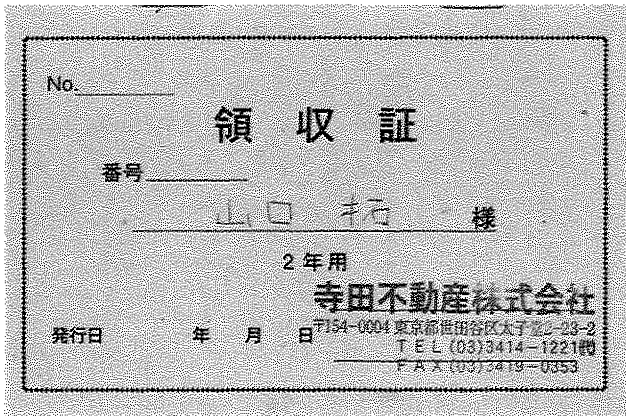 No.
領収証
番号
山口 拓 様
2年用
寺田不動産株式会社
〒154-0004 東京都世田谷区太子堂2-23-2
TEL (03)3414-1221㈹
FAX (03)3419-0353
発行日 年 月 日